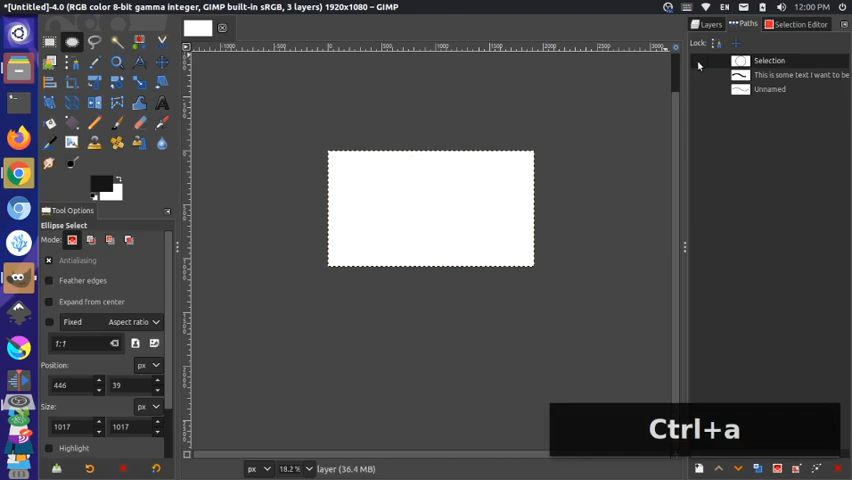 *[Untitled]-4.0 (RGB color 8-bit gamma integer, GIMP built-in sRGB, 3 layers) 1920x1080 – GIMP
12:00 PM
Layers
Paths
Selection Editor
Lock:
Selection
This is some text I want to be
Unnamed
Tool Options
Ellipse Select
Mode:
Antialiasing
Feather edges
Expand from center
Fixed Aspect ratio
1:1
Position: px
446 39
Size: px
1017 1017
Highlight
px 18.2 % layer (36.4 MB)
Ctrl+a